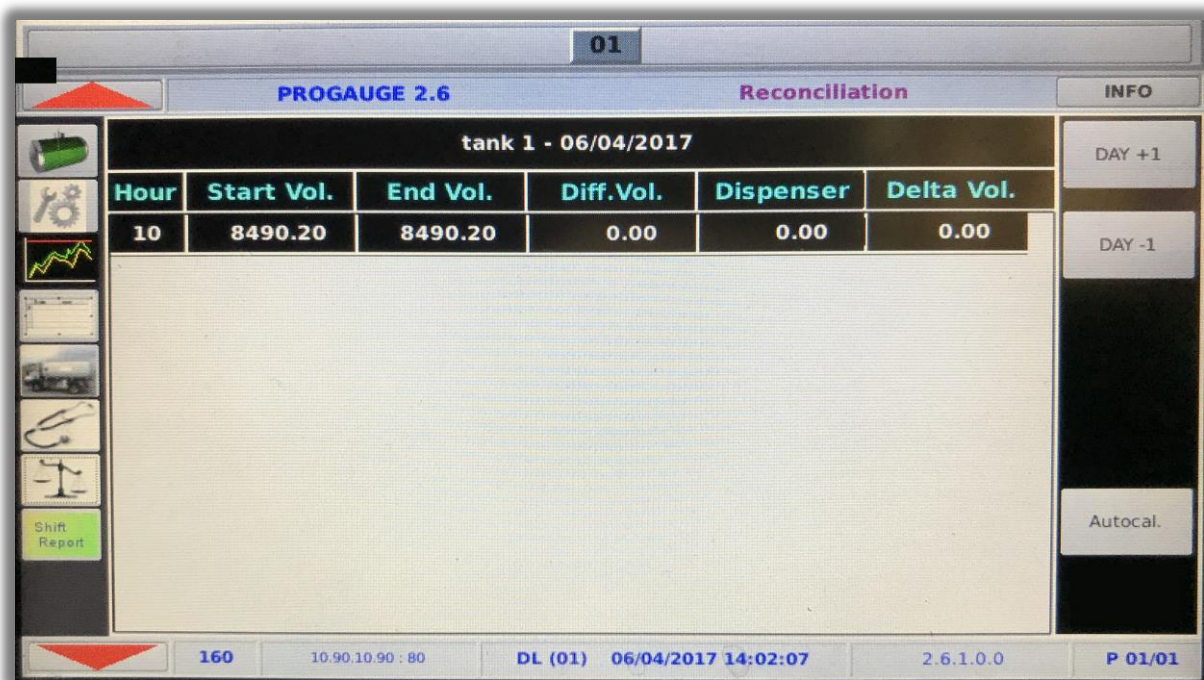 01
PROGAUGE 2.6 Reconciliation INFO
tank 1 - 06/04/2017
DAY +1
Hour Start Vol. End Vol. Diff.Vol. Dispenser Delta Vol.
10 8490.20 8490.20 0.00 0.00 0.00
DAY -1
Shift
Report
Autocal.
160 10.90.10.90 : 80 DL (01) 06/04/2017 14:02:07 2.6.1.0.0 P 01/01